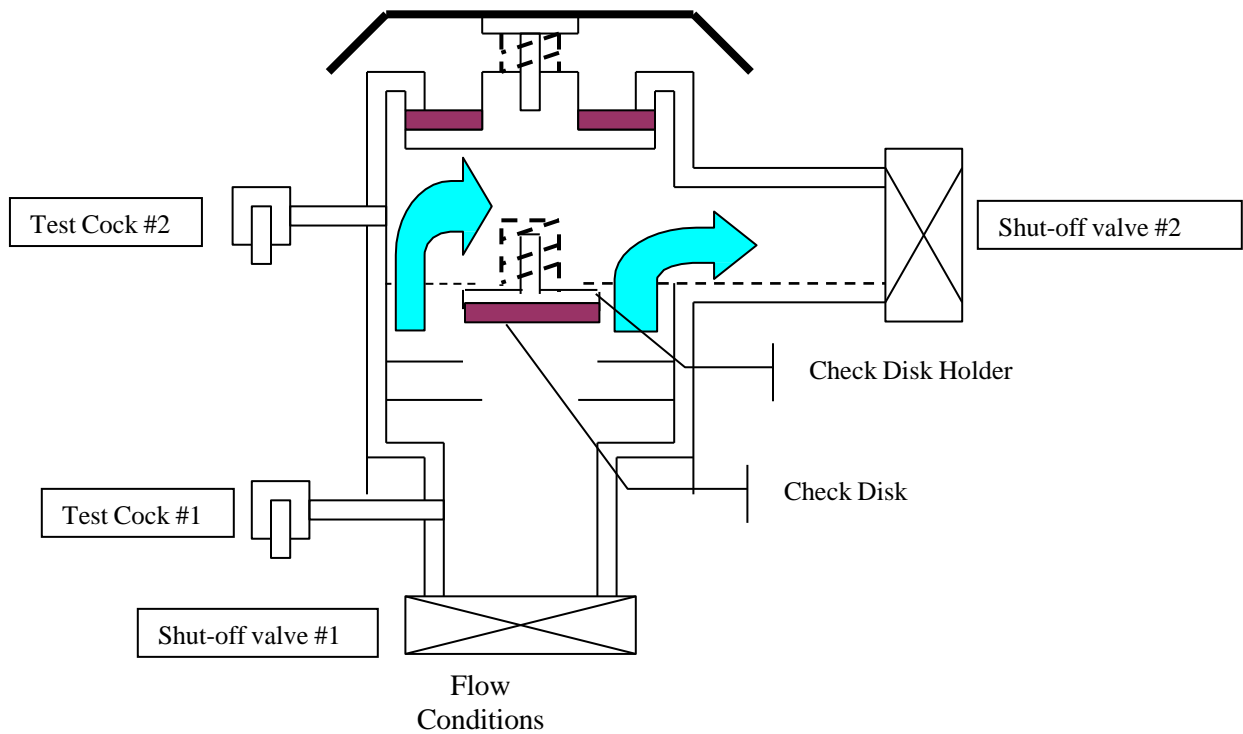 Test Cock #2
Shut-off valve #2
Check Disk Holder
Check Disk
Test Cock #1
Shut-off valve #1
Flow
Conditions